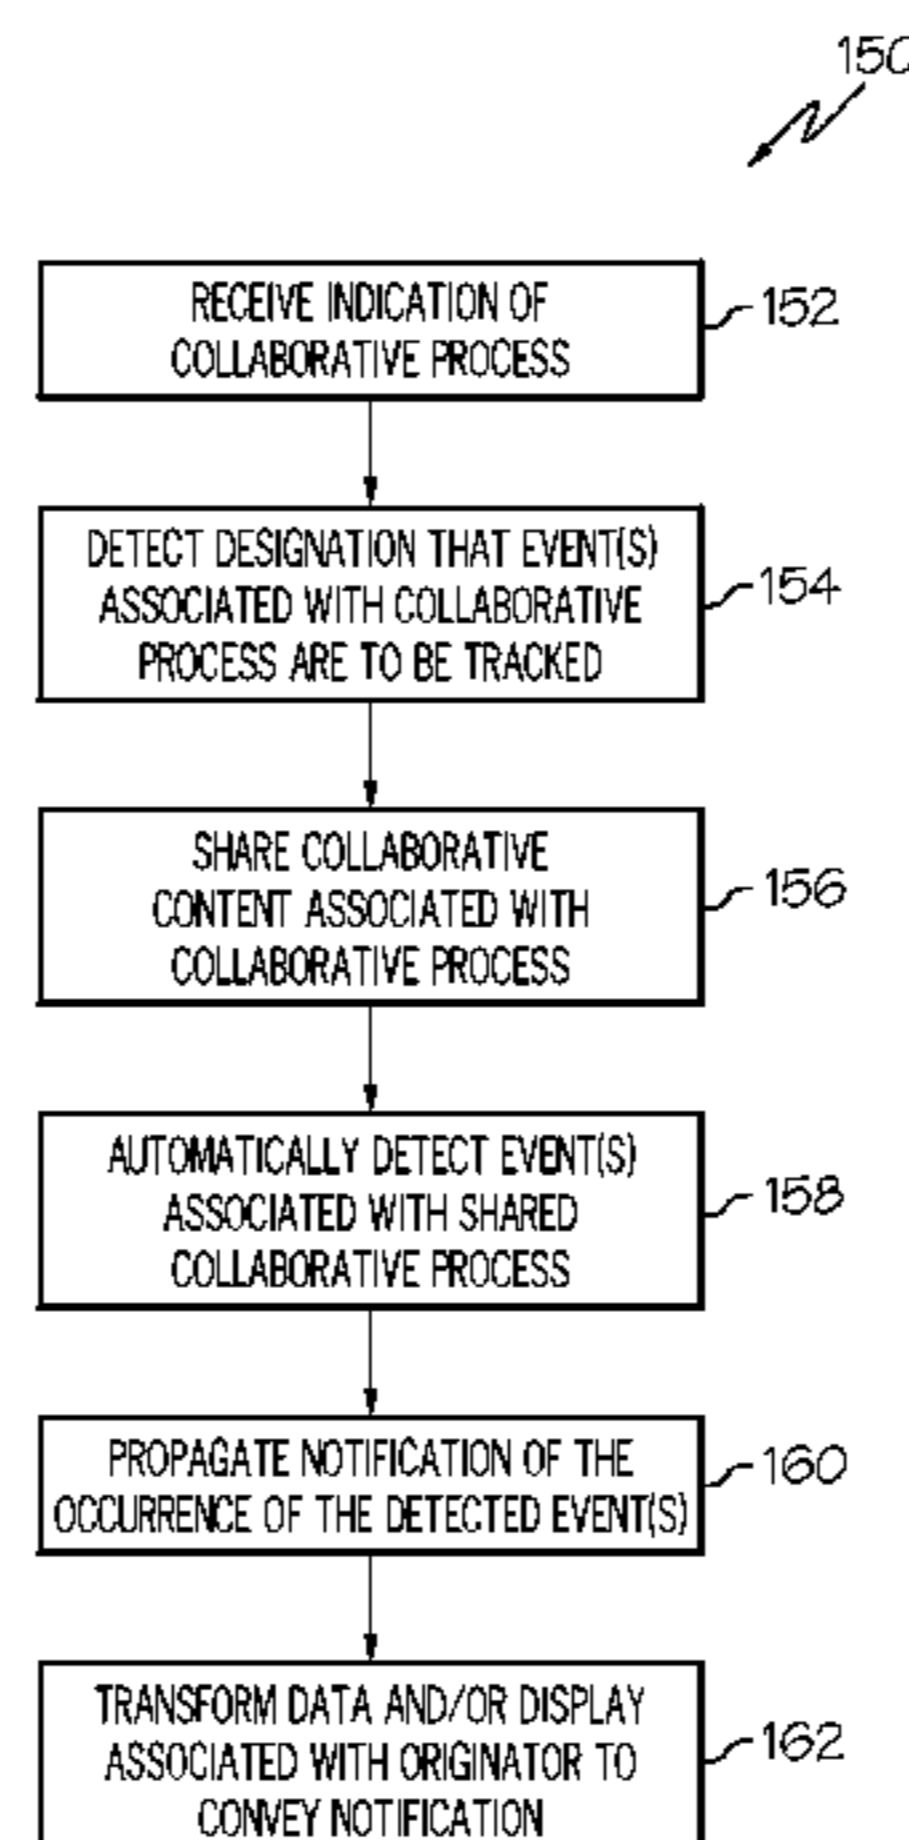 150
RECEIVE INDICATION OF
COLLABORATIVE PROCESS
152
DETECT DESIGNATION THAT EVENT(S)
ASSOCIATED WITH COLLABORATIVE
PROCESS ARE TO BE TRACKED
154
SHARE COLLABORATIVE
CONTENT ASSOCIATED WITH
COLLABORATIVE PROCESS
156
AUTOMATICALLY DETECT EVENT(S)
ASSOCIATED WITH SHARED
COLLABORATIVE PROCESS
158
PROPAGATE NOTIFICATION OF THE
OCCURRENCE OF THE DETECTED EVENT(S)
160
TRANSFORM DATA AND/OR DISPLAY
ASSOCIATED WITH ORIGINATOR TO
CONVEY NOTIFICATION
162